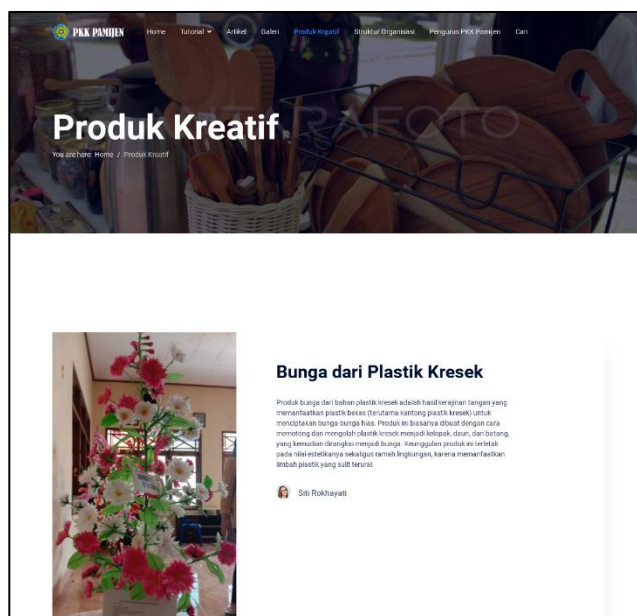 PKK PAMIJEN
Home Tutorial Artikel Galeri Produk Kreatif Struktur Organisasi Pengurus PKK Pamijen Cari
ANTARAFOTO
Produk Kreatif
You are here: Home / Produk Kreatif
Bunga dari Plastik Kresek
Produk bunga dari bahan plastik kresek adalah hasil kerajinan tangan yang
memanfaatkan plastik bekas (terutama kantong plastik kresek) untuk
menciptakan bunga-bunga hias. Produk ini biasanya dibuat dengan cara
memotong dan mengolah plastik kresek menjadi kelopak, daun, dan batang,
yang kemudian dirangkai menjadi bunga. Keunggulan produk ini terletak
pada nilai estetikanya sekaligus ramah lingkungan, karena memanfaatkan
limbah plastik yang sulit terurai.
Siti Rokhayati